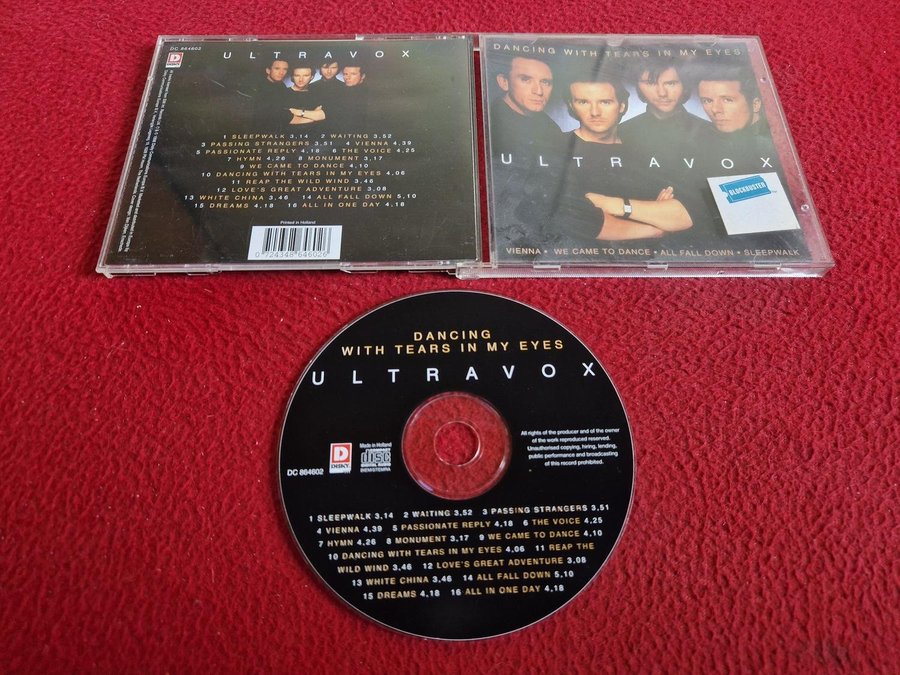 DC 864602
DISKY
ULTRAVOX
1 SLEEPWALK 3,14 2 WAITING 3,52
3 PASSING STRANGERS 3,51 4 VIENNA 4,39
5 PASSIONATE REPLY 4,18 6 THE VOICE 4,25
7 HYMN 4,26 8 MONUMENT 3,17
9 WE CAME TO DANCE 4,10
10 DANCING WITH TEARS IN MY EYES 4,06
11 REAP THE WILD WIND 3,46
12 LOVE'S GREAT ADVENTURE 3,08
13 WHITE CHINA 3,46 14 ALL FALL DOWN 5,10
15 DREAMS 4,18 16 ALL IN ONE DAY 4,18
Printed in Holland
0 724348 646026
DANCING WITH TEARS IN MY EYES
ULTRAVOX
BLOCKBUSTER
VIENNA • WE CAME TO DANCE • ALL FALL DOWN • SLEEPWALK
DANCING
WITH TEARS IN MY EYES
ULTRAVOX
DC 864602
DISKY
Made in Holland
COMPACT
disc
DIGITAL AUDIO
BIEM/STEMRA
All rights of the producer and of the owner
of the work reproduced reserved.
Unauthorised copying, hiring, lending,
public performance and broadcasting
of this record prohibited.
1 SLEEPWALK 3,14 2 WAITING 3,52 3 PASSING STRANGERS 3,51
4 VIENNA 4,39 5 PASSIONATE REPLY 4,18 6 THE VOICE 4,25
7 HYMN 4,26 8 MONUMENT 3,17 9 WE CAME TO DANCE 4,10
10 DANCING WITH TEARS IN MY EYES 4,06 11 REAP THE
WILD WIND 3,46 12 LOVE'S GREAT ADVENTURE 3,08
13 WHITE CHINA 3,46 14 ALL FALL DOWN 5,10
15 DREAMS 4,18 16 ALL IN ONE DAY 4,18